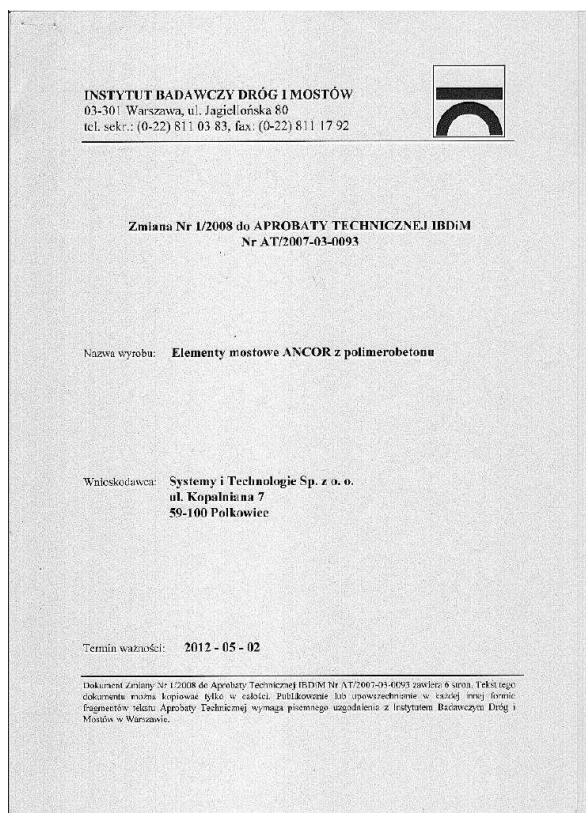 INSTYTUT BADAWCZY DRÓG I MOSTÓW
03-301 Warszawa, ul. Jagiellońska 80
tel. sekr.: (0-22) 811 03 83, fax: (0-22) 811 17 92
Zmiana Nr 1/2008 do APROBATY TECHNICZNEJ IBDiM
Nr AT/2007-03-0093
Nazwa wyrobu: Elementy mostowe ANCOR z polimerobetonu
Wnioskodawca: Systemy i Technologie Sp. z o. o.
ul. Kopalniana 7
59-100 Polkowice
Termin ważności: 2012 - 05 - 02
Dokument Zmiany Nr 1/2008 do Aprobaty Technicznej IBDiM Nr AT/2007-03-0093 zawiera 6 stron. Tekst tego
dokumentu można kopiować tylko w całości. Publikowanie lub upowszechnianie w każdej innej formie
fragmentów tekstu Aprobaty Technicznej wymaga pisemnego uzgodnienia z Instytutem Badawczym Dróg i
Mostów w Warszawie.